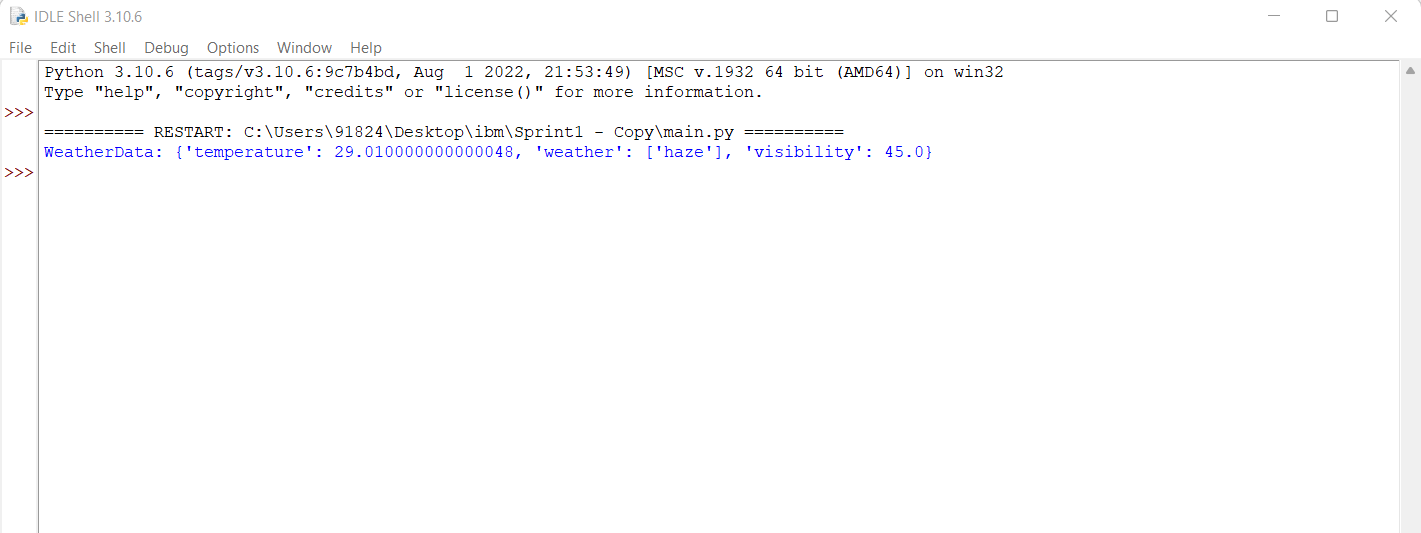 IDLE Shell 3.10.6
File Edit Shell Debug Options Window Help
Python 3.10.6 (tags/v3.10.6:9c7b4bd, Aug  1 2022, 21:53:49) [MSC v.1932 64 bit (AMD64)] on win32
Type "help", "copyright", "credits" or "license()" for more information.
>>>
========== RESTART: C:\Users\91824\Desktop\ibm\Sprint1 - Copy\main.py ==========
WeatherData: {'temperature': 29.010000000000048, 'weather': ['haze'], 'visibility': 45.0}
>>>